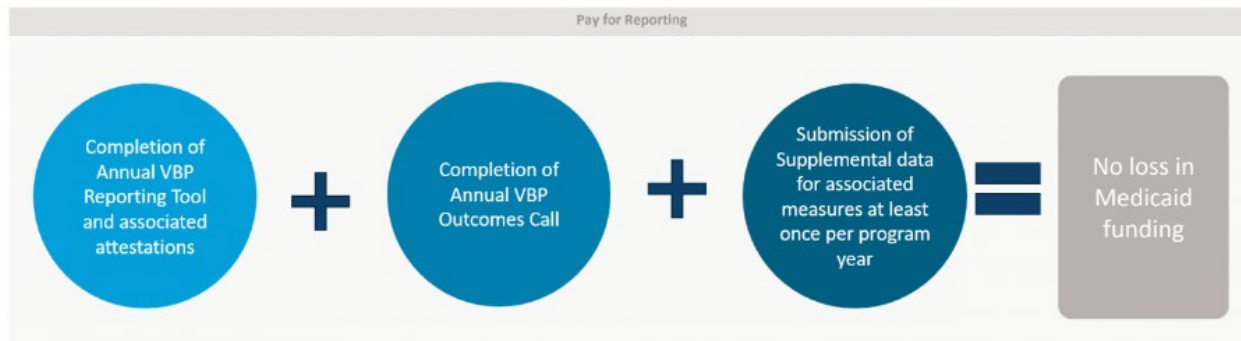 Pay for Reporting
Completion of
Annual VBP
Reporting Tool
and associated
attestations
+
Completion of
Annual VBP
Outcomes Call
+
Submission of
Supplemental data
for associated
measures at least
once per program
year
=
No loss in
Medicaid
funding